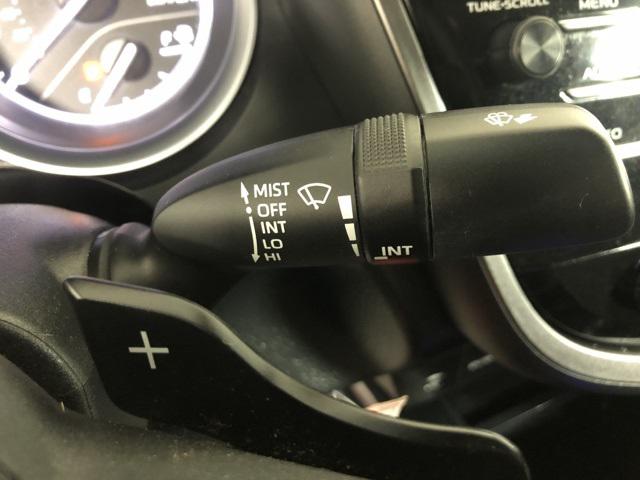 TUNE-SCROLL
MENU
MIST
OFF
INT
LO
HI
INT
+